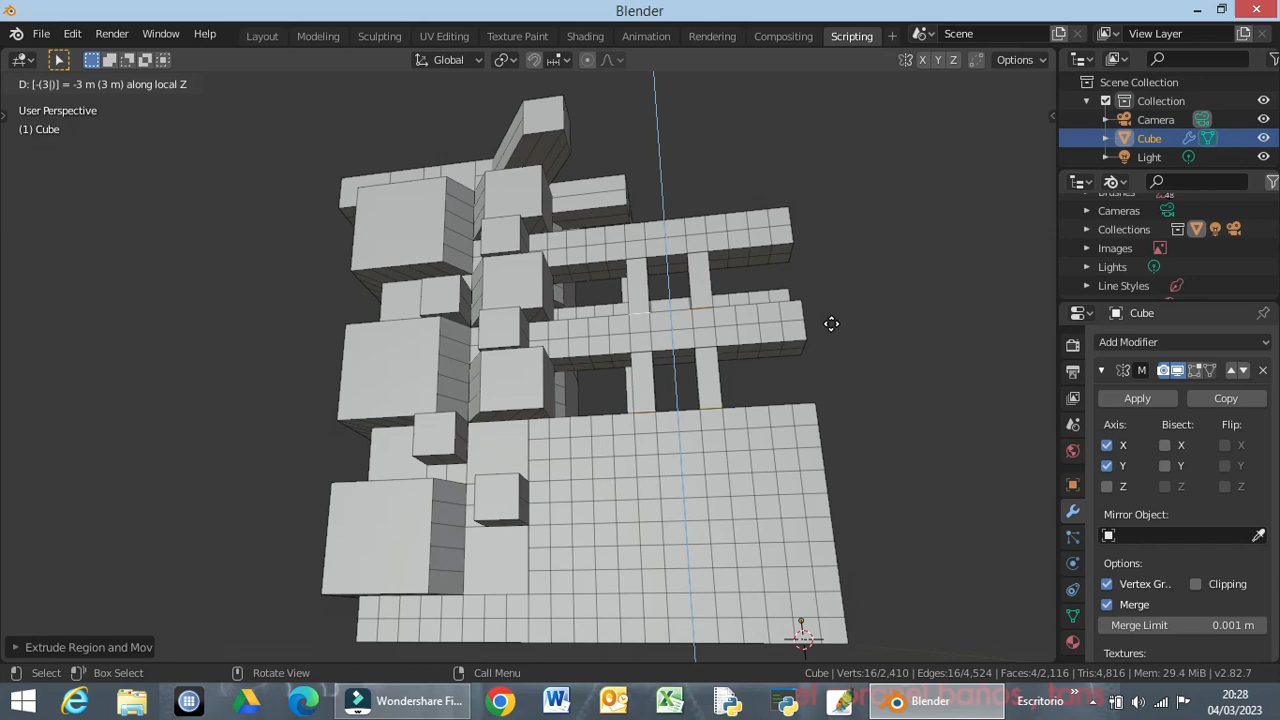 Blender
File Edit Render Window Help
Layout Modeling Sculpting UV Editing Texture Paint Shading Animation Rendering Compositing Scripting +
Scene
View Layer
Global
X Y Z
Options
D: [-(3|)] = -3 m (3 m) along local Z
User Perspective
(1) Cube
Scene Collection
Collection
Camera
Cube
Light
Cameras
Collections
Images
Lights
Line Styles
Cube
Add Modifier
M
Apply Copy
Axis: Bisect: Flip:
X X X
Y Y Y
Z Z Z
Mirror Object:
Options:
Vertex Gr.. Clipping
Merge
Merge Limit 0.001 m
Textures:
Extrude Region and Mov
Select Box Select Rotate View Call Menu
Cube | Verts:16/2,410 | Edges:16/4,524 | Faces:4/2,116 | Tris:4,816 | Mem: 29.4 MiB | v2.82.7
Wondershare Fi...
Blender
Escritorio
20:28
04/03/2023